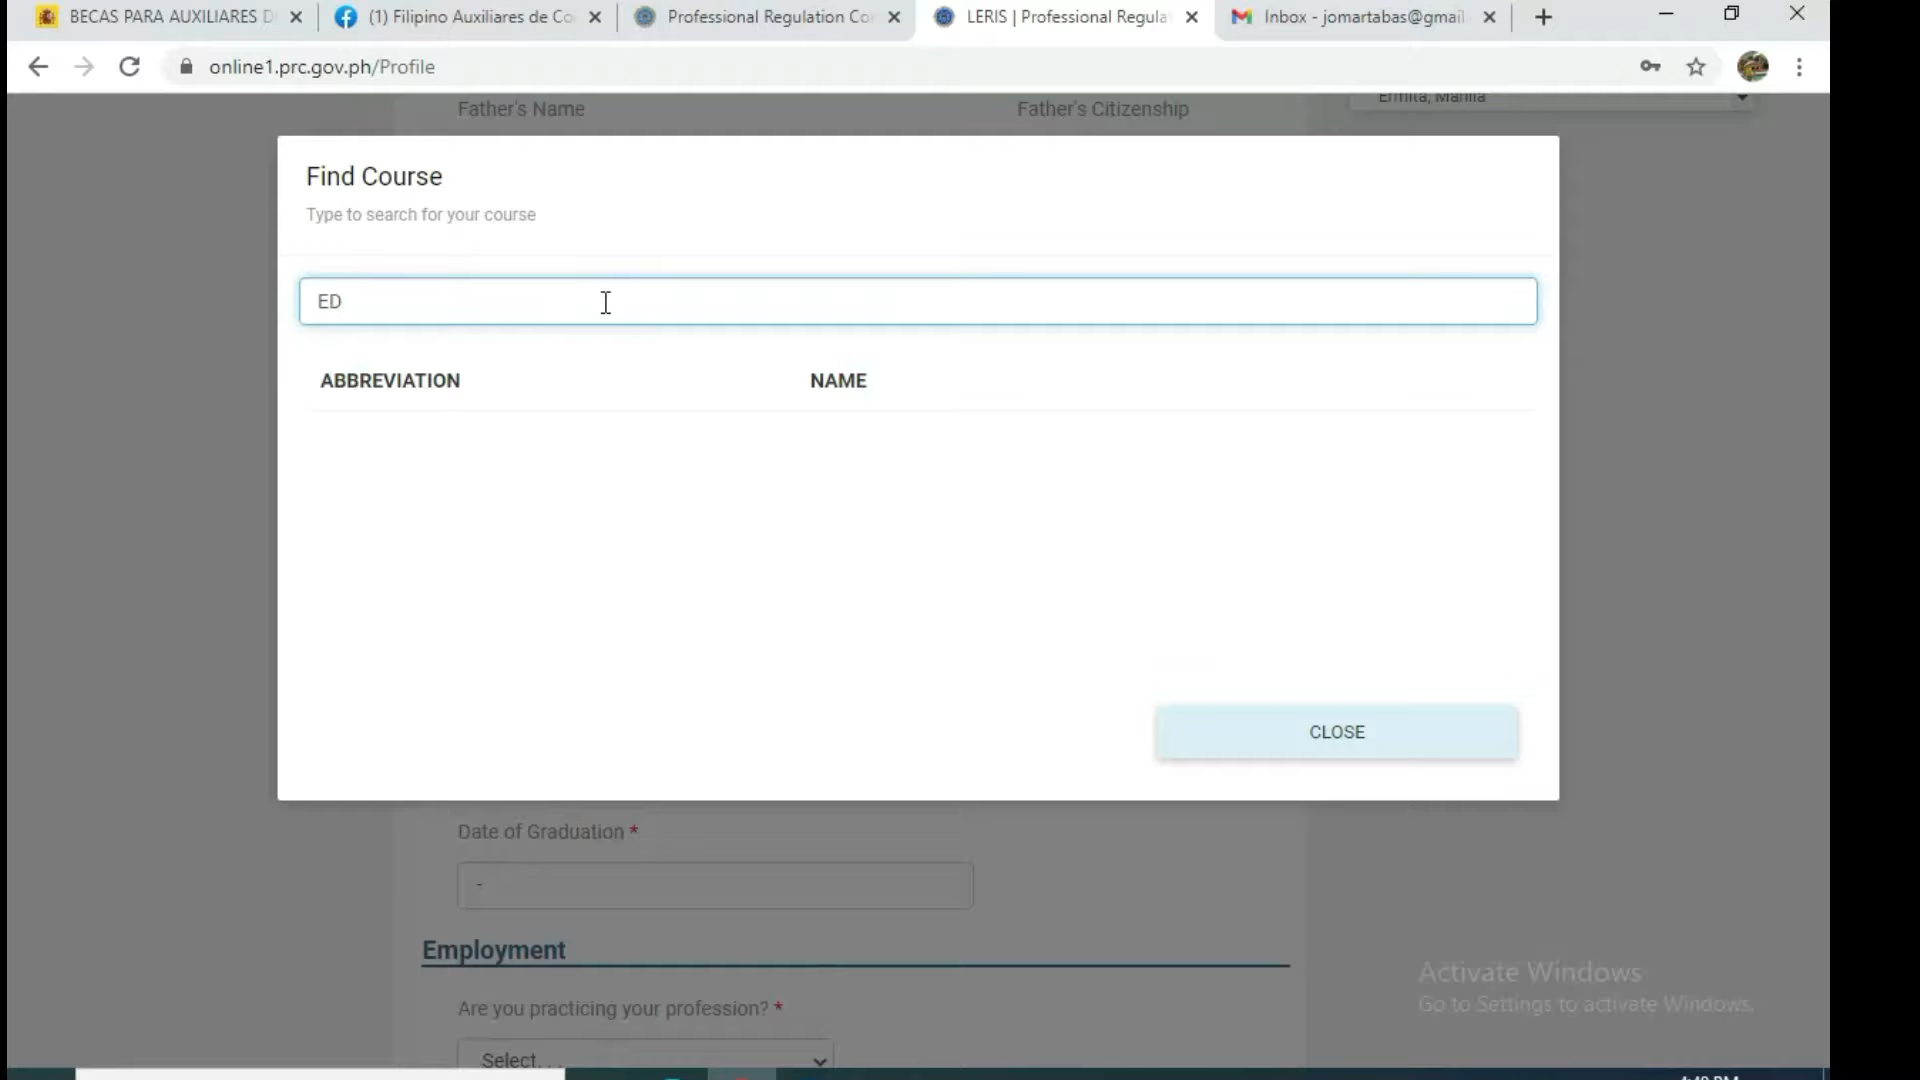 BECAS PARA AUXILIARES D
(1) Filipino Auxiliares de Co
Professional Regulation Co
LERIS | Professional Regula
Inbox - jomartabas@gmail
online1.prc.gov.ph/Profile
Father's Name
Father's Citizenship
Ermita, Manila
Find Course
Type to search for your course
ED
ABBREVIATION
NAME
CLOSE
Date of Graduation *
-
Employment
Are you practicing your profession? *
Select...
Activate Windows
Go to Settings to activate Windows.